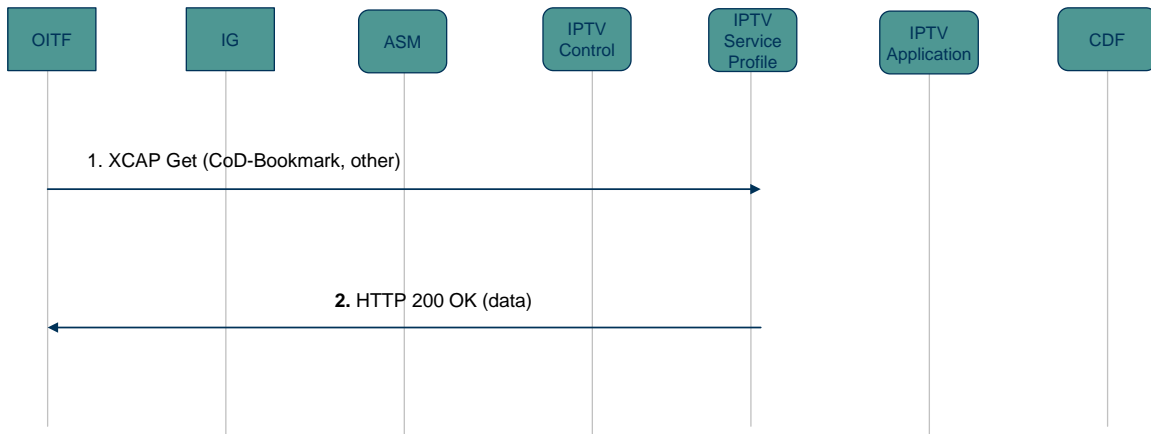 OITF
IG
ASM
IPTV
Control
IPTV
Service
Profile
IPTV
Application
CDF
1. XCAP Get (CoD-Bookmark, other)
2. HTTP 200 OK (data)